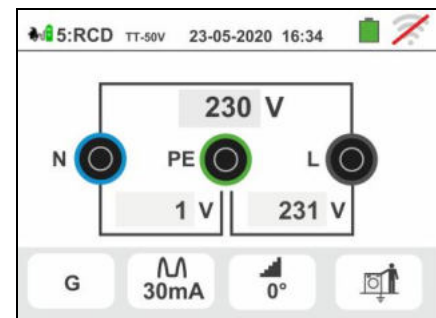 5:RCD TT-50V 23-05-2020 16:34
230 V
N PE L
1 V 231 V
G 30mA 0°